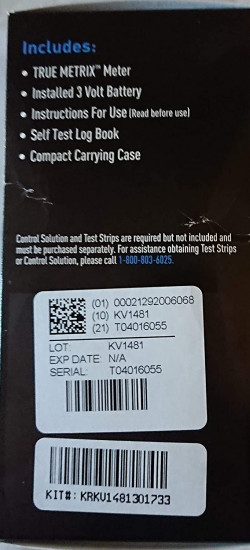 Includes:
• TRUE METRIX™ Meter
• Installed 3 Volt Battery
• Instructions For Use (Read before use)
• Self Test Log Book
• Compact Carrying Case
Control Solution and Test Strips are required but not included and
must be purchased separately. For assistance obtaining Test Strips
or Control Solution, please call 1-800-803-6025.
(01) 00021292006068
(10) KV1481
(21) T04016055
LOT: KV1481
EXP DATE: N/A
SERIAL: T04016055
KIT#: KRKV1481301733